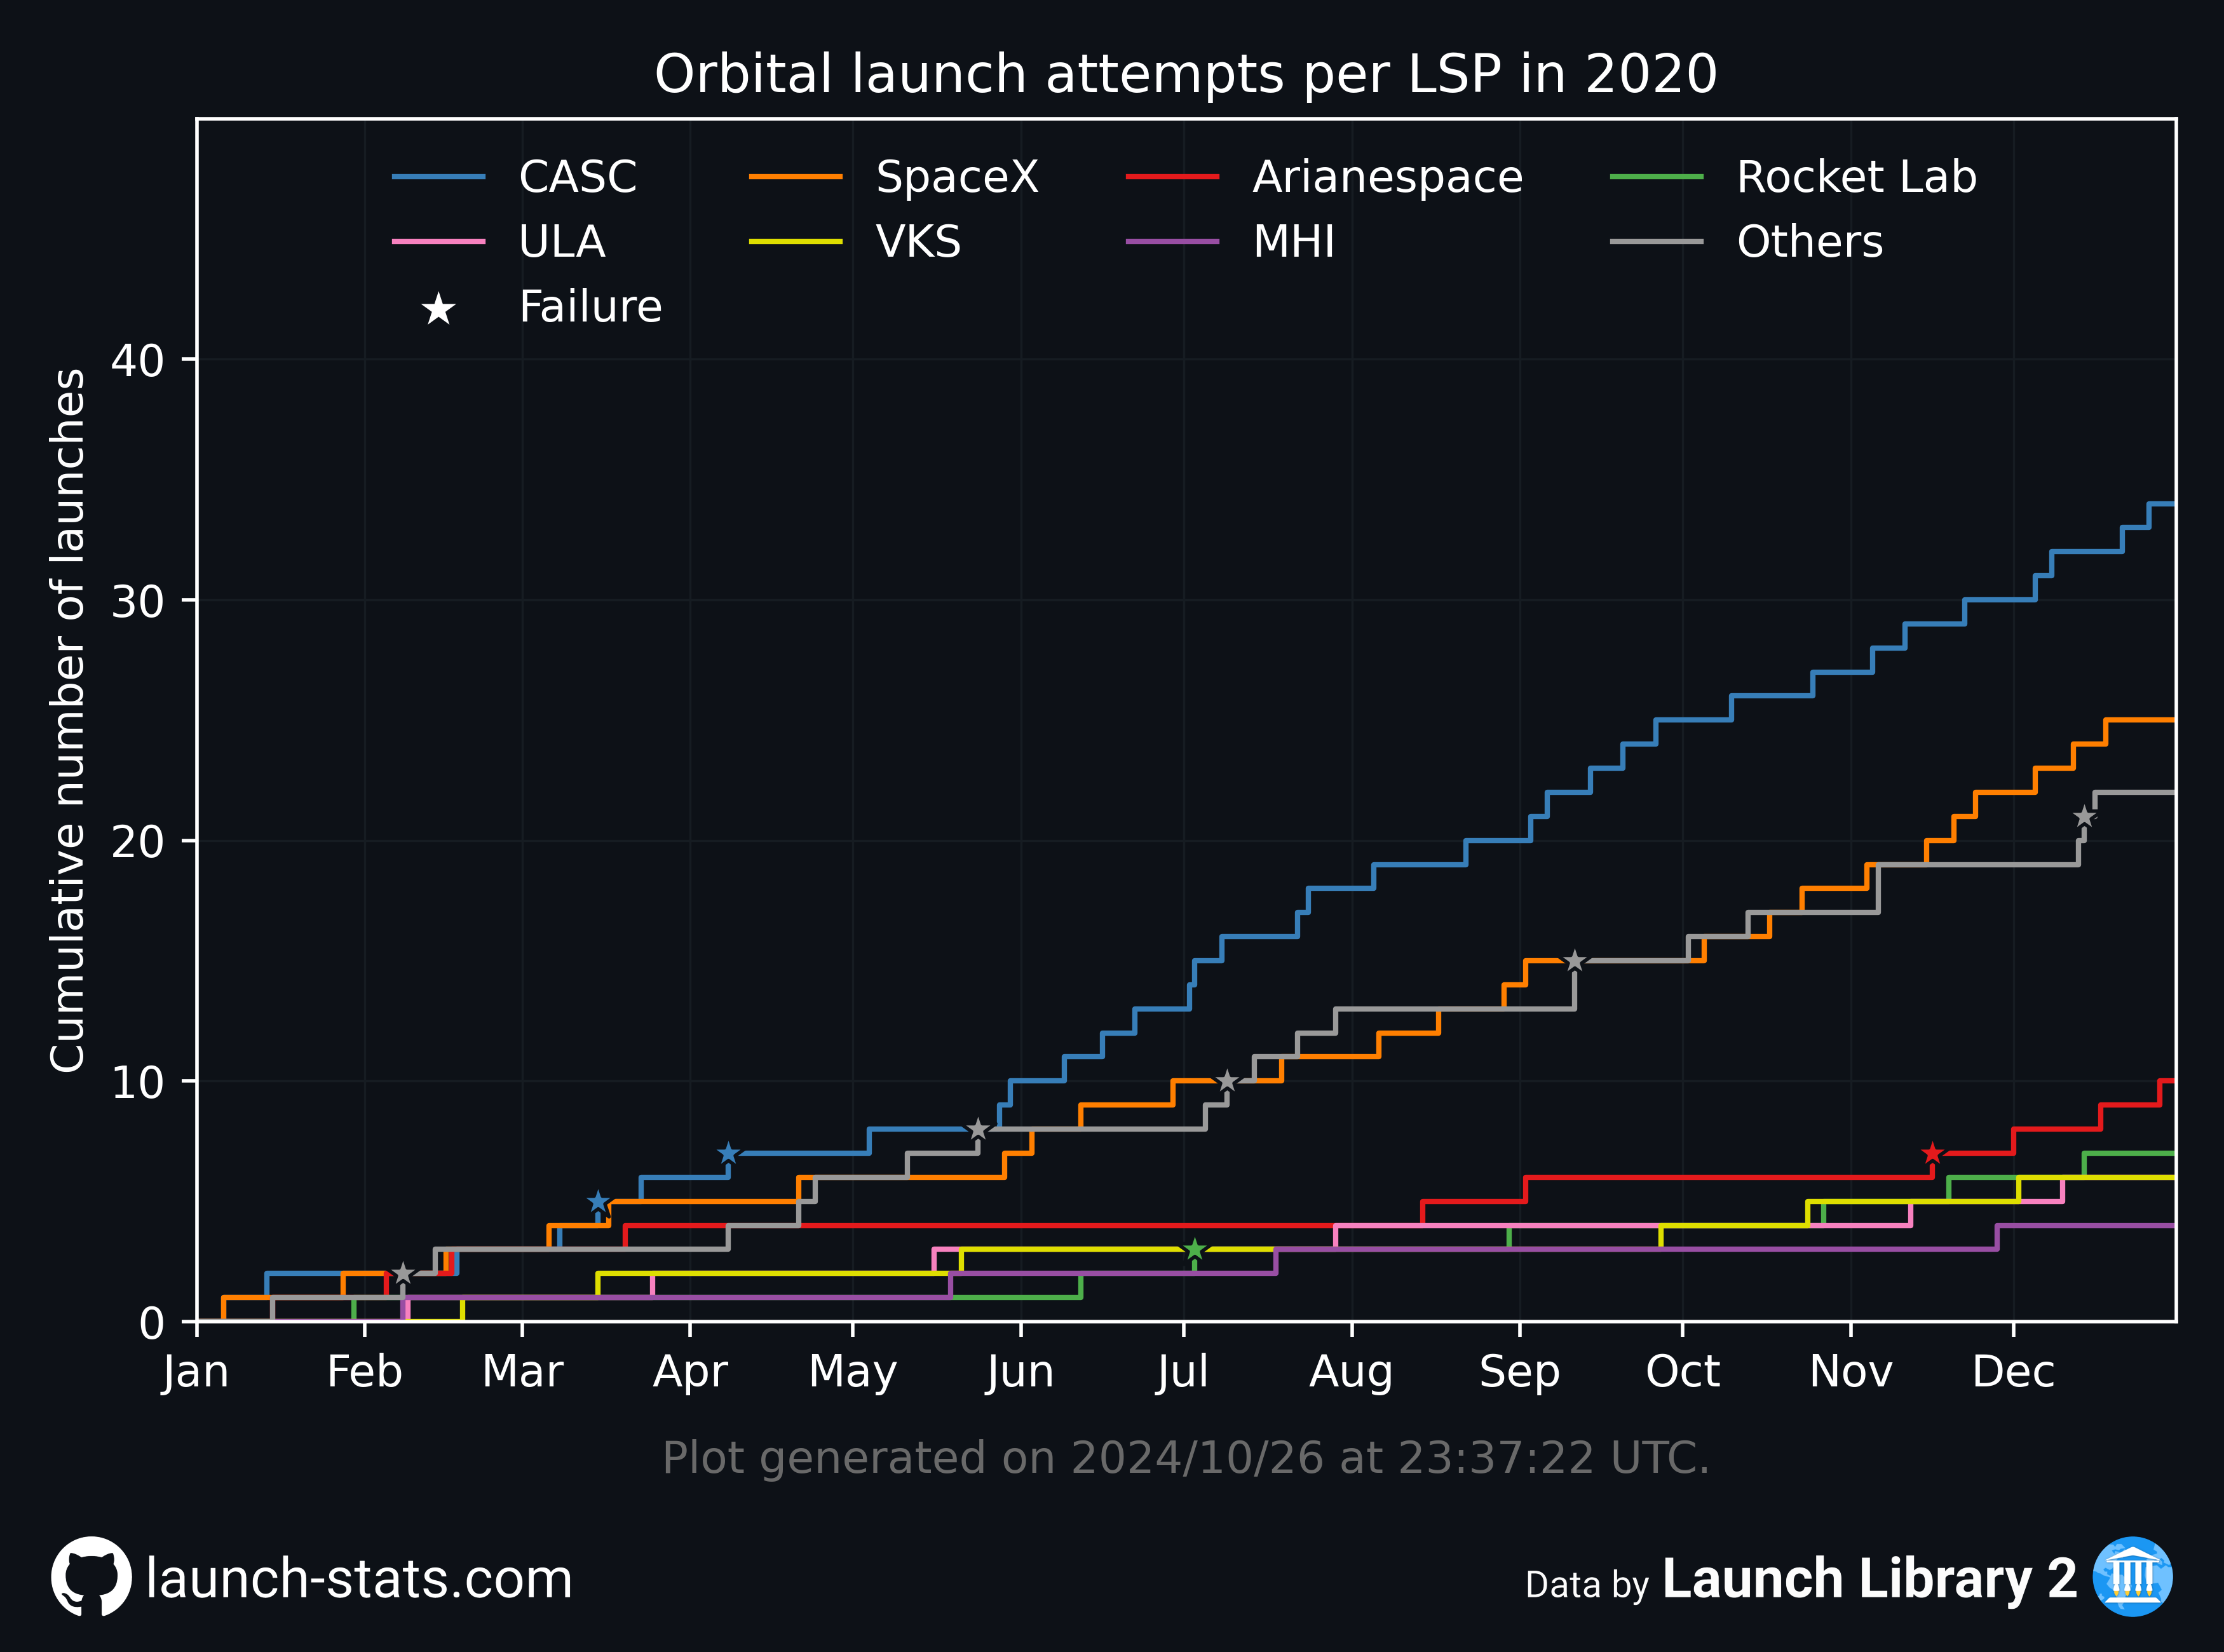 Orbital launch attempts per LSP in 2020
CASC SpaceX Arianespace Rocket Lab
ULA VKS MHI Others
Failure
Cumulative number of launches
40
30
20
10
0
Jan Feb Mar Apr May Jun Jul Aug Sep Oct Nov Dec
Plot generated on 2024/10/26 at 23:37:22 UTC.
launch-stats.com
Data by Launch Library 2